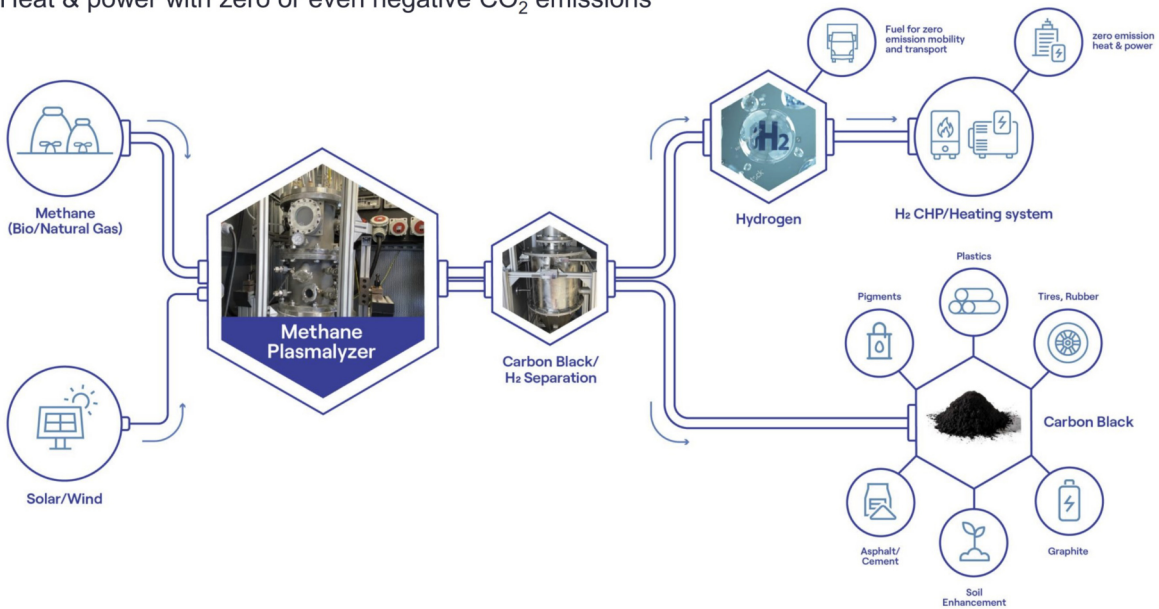 Heat & power with zero or even negative CO₂ emissions
Fuel for zero
emission mobility
and transport
zero emission
heat & power
Methane
(Bio/Natural Gas)
H2
Hydrogen
H₂ CHP/Heating system
Methane
Plasmalyzer
Carbon Black/
H₂ Separation
Solar/Wind
Plastics
Pigments
Tires, Rubber
Carbon Black
Asphalt/
Cement
Soil
Enhancement
Graphite